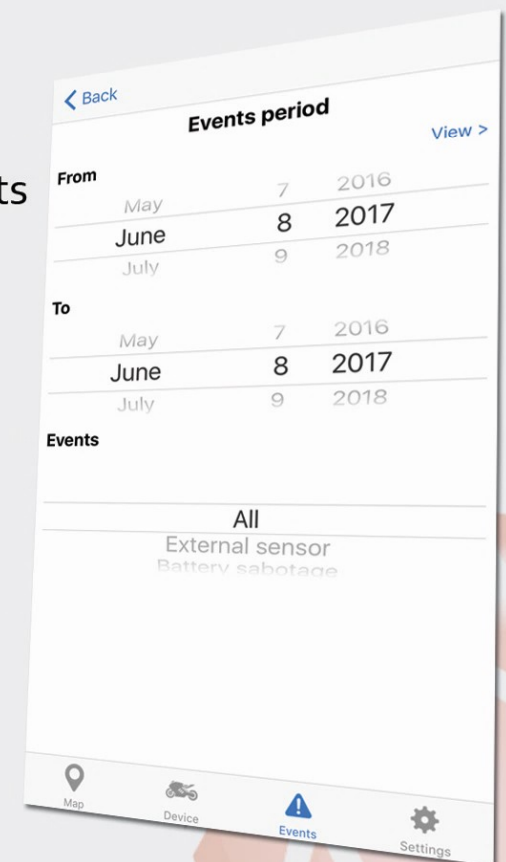 ts
< Back
Events period
View >
From
May 7 2016
June 8 2017
July 9 2018
To
May 7 2016
June 8 2017
July 9 2018
Events
All
External sensor
Battery sabotage
Map Device Events Settings